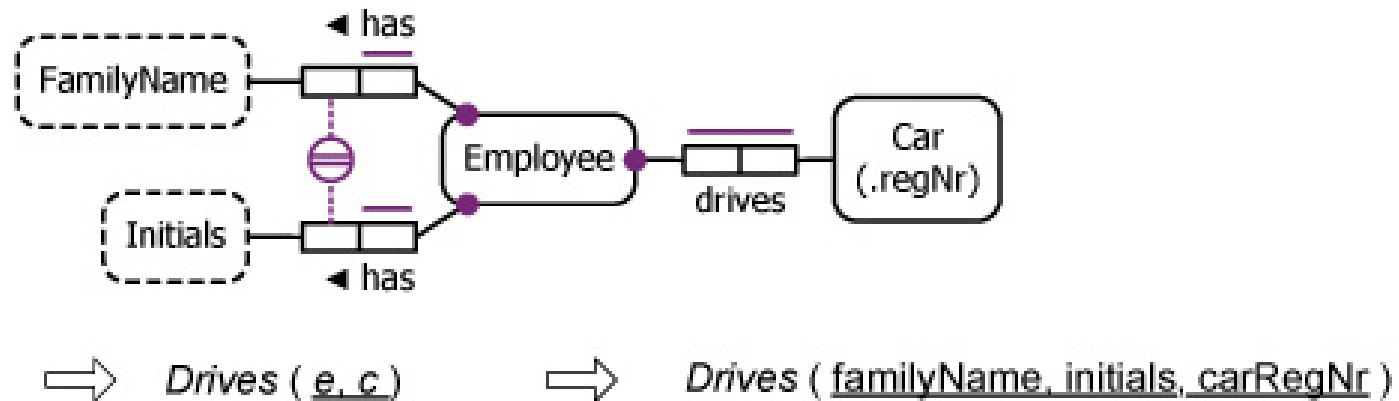 ◄ has
FamilyName
Employee
Car
(.regNr)
drives
Initials
◄ has
Drives ( e, c )
Drives ( familyName, initials, carRegNr )